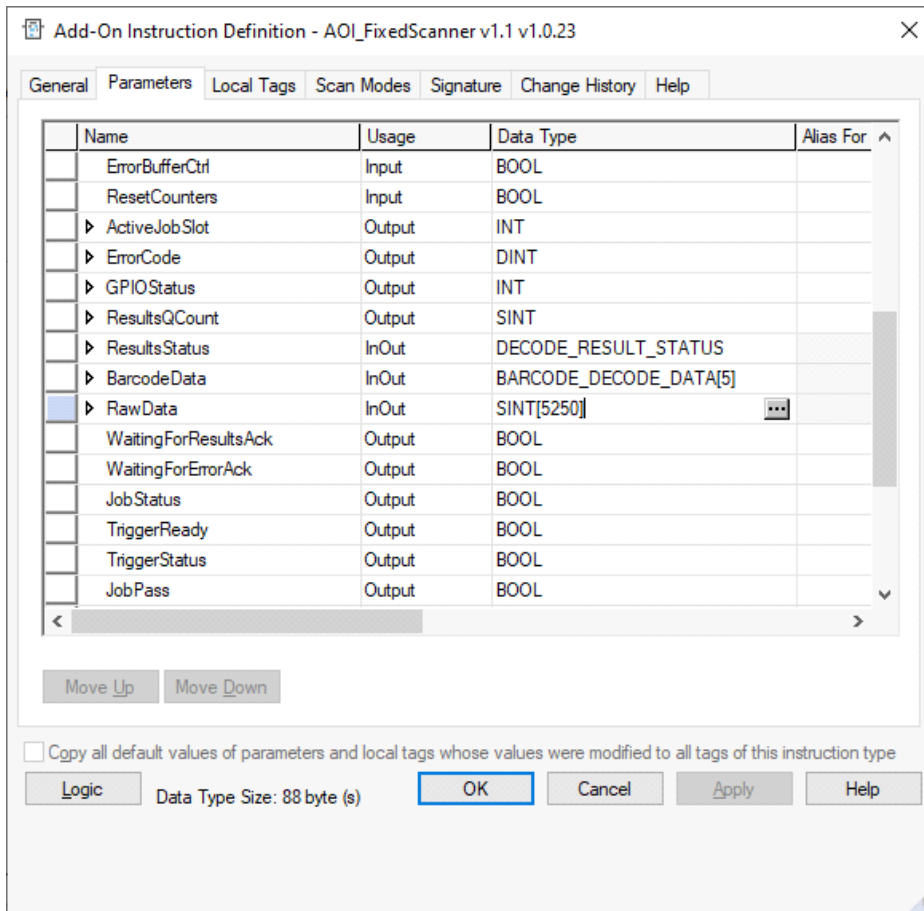 Add-On Instruction Definition - AOI_FixedScanner v1.1 v1.0.23
General Parameters Local Tags Scan Modes Signature Change History Help
Name Usage Data Type Alias For
ErrorBufferCtrl Input BOOL
ResetCounters Input BOOL
ActiveJobSlot Output INT
ErrorCode Output DINT
GPIOStatus Output INT
ResultsQCount Output SINT
ResultsStatus InOut DECODE_RESULT_STATUS
BarcodeData InOut BARCODE_DECODE_DATA[5]
RawData InOut SINT[5250] ...
WaitingForResultsAck Output BOOL
WaitingForErrorAck Output BOOL
JobStatus Output BOOL
TriggerReady Output BOOL
TriggerStatus Output BOOL
JobPass Output BOOL
Move Up Move Down
Copy all default values of parameters and local tags whose values were modified to all tags of this instruction type
Logic Data Type Size: 88 byte (s) OK Cancel Apply Help